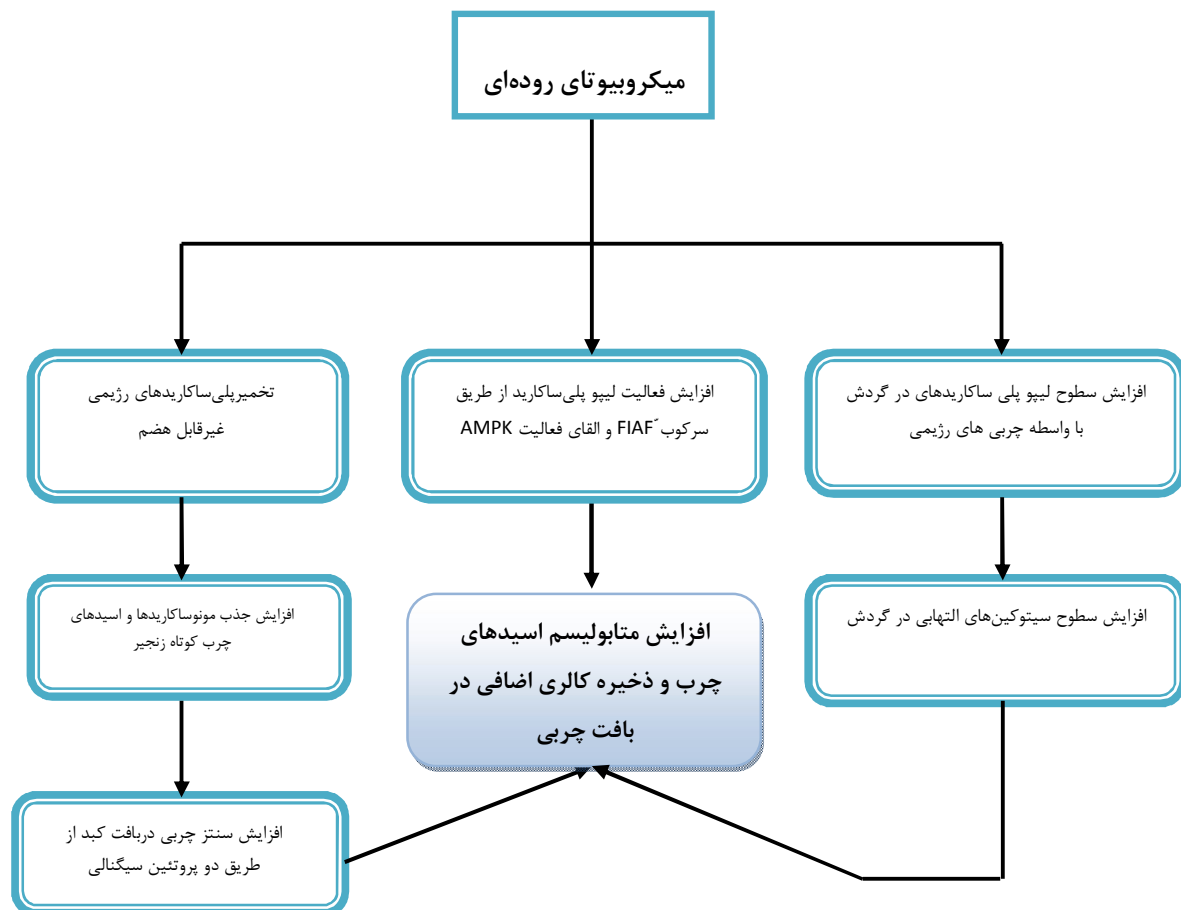 میکروبیوتای روده‌ای
افزایش سطوح لیپو پلی ساکاریدهای در گردش
با واسطه چربی های رژیمی
افزایش فعالیت لیپو پلی‌ساکارید از طریق
سرکوب FIAF ّ و القای فعالیت AMPK
تخمیرپلی‌ساکاریدهای رژیمی
غیرقابل هضم
افزایش سطوح سیتوکین‌های التهابی در گردش
افزایش متابولیسم اسیدهای
چرب و ذخیره کالری اضافی در
بافت چربی
افزایش جذب مونوساکاریدها و اسیدهای
چرب کوتاه زنجیر
افزایش سنتز چربی دربافت کبد از
طریق دو پروتئین سیگنالی